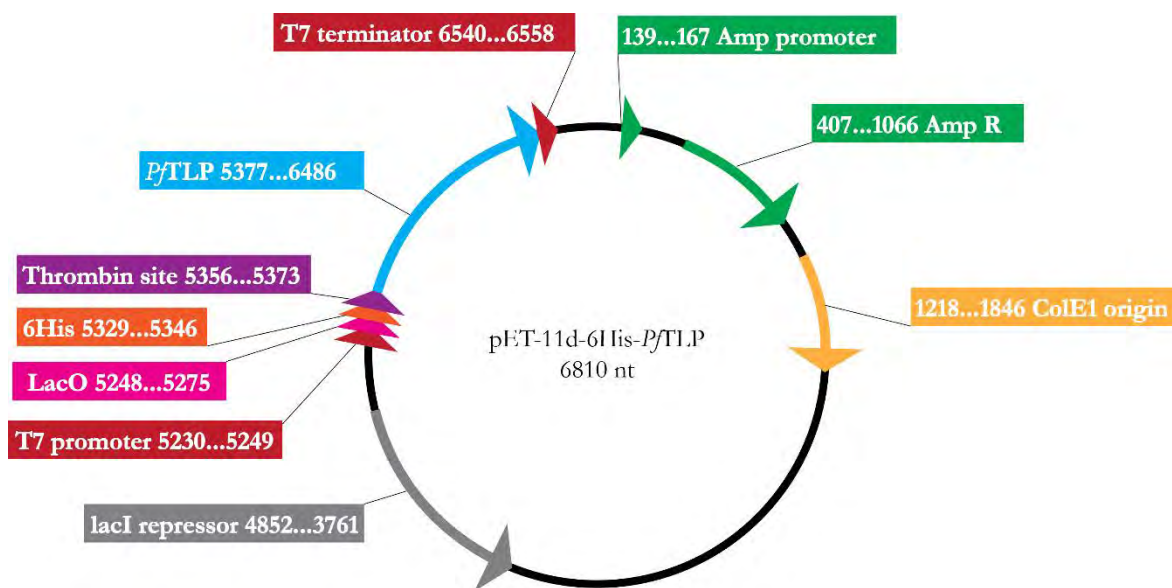 T7 terminator 6540...6558
139...167 Amp promoter
407...1066 Amp R
PfTLP 5377...6486
Thrombin site 5356...5373
1218...1846 ColE1 origin
6His 5329...5346
pET-11d-6His-PfTLP
6810 nt
LacO 5248...5275
T7 promoter 5230...5249
lacI repressor 4852...3761